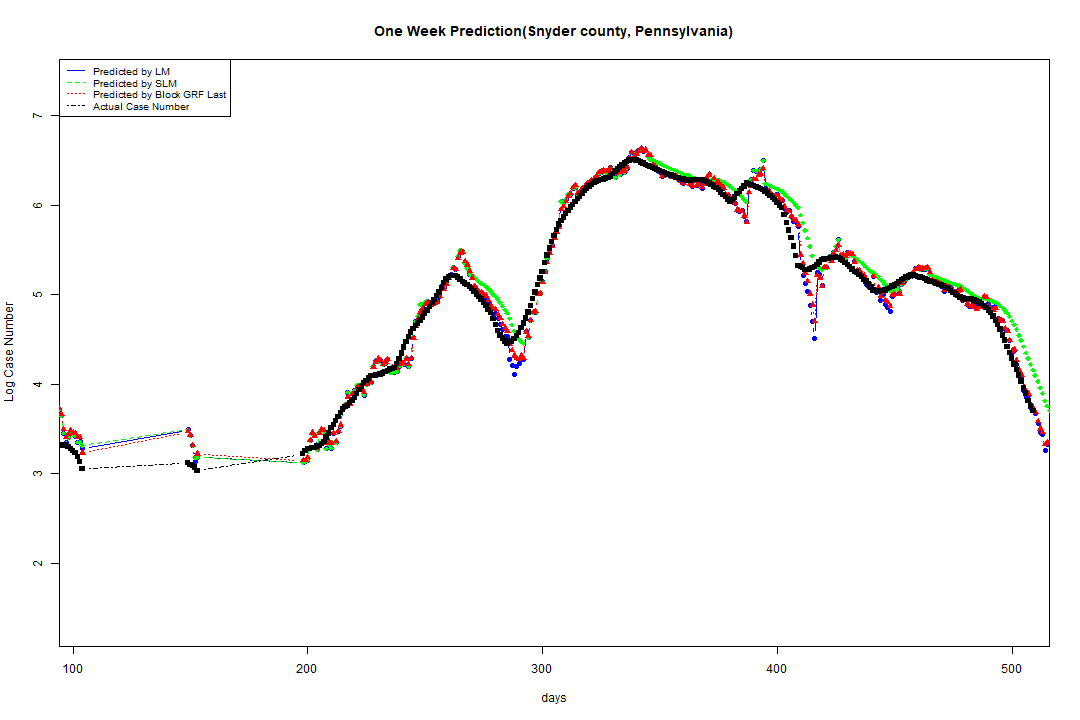 One Week Prediction(Snyder county, Pennsylvania)
Predicted by LM
Predicted by SLM
Predicted by Block GRF Last
Actual Case Number
7
6
5
4
3
2
Log Case Number
100 200 300 400 500
days